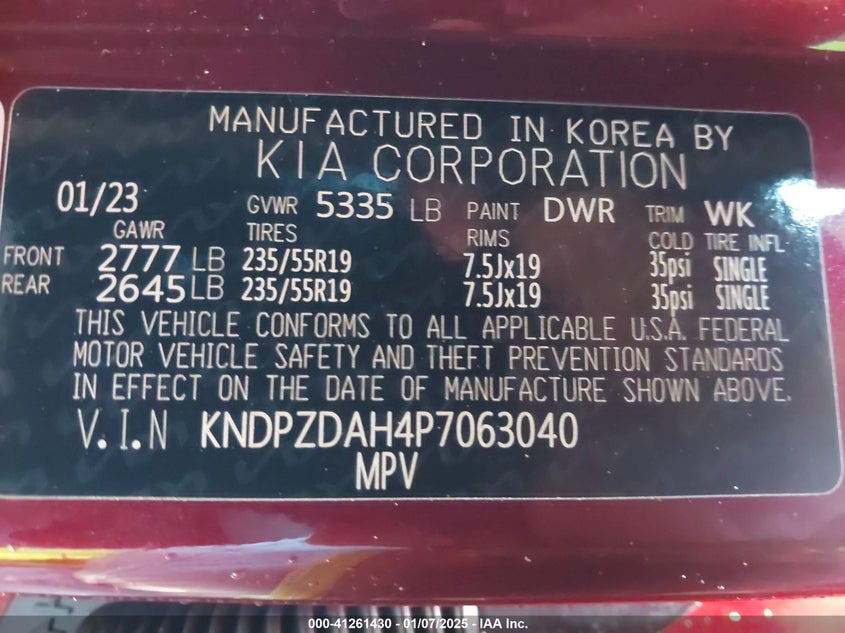 MANUFACTURED IN KOREA BY
KIA CORPORATION
01/23 GVWR 5335 LB PAINT DWR TRIM WK
GAWR TIRES RIMS COLD TIRE INFL
FRONT 2777 LB 235/55R19 7.5Jx19 35psi SINGLE
REAR 2645 LB 235/55R19 7.5Jx19 35psi SINGLE
THIS VEHICLE CONFORMS TO ALL APPLICABLE U.S.A. FEDERAL
MOTOR VEHICLE SAFETY AND THEFT PREVENTION STANDARDS
IN EFFECT ON THE DATE OF MANUFACTURE SHOWN ABOVE.
V.I.N KNDPZDAH4P7063040
MPV
000-41261430 - 01/07/2025 - IAA Inc.